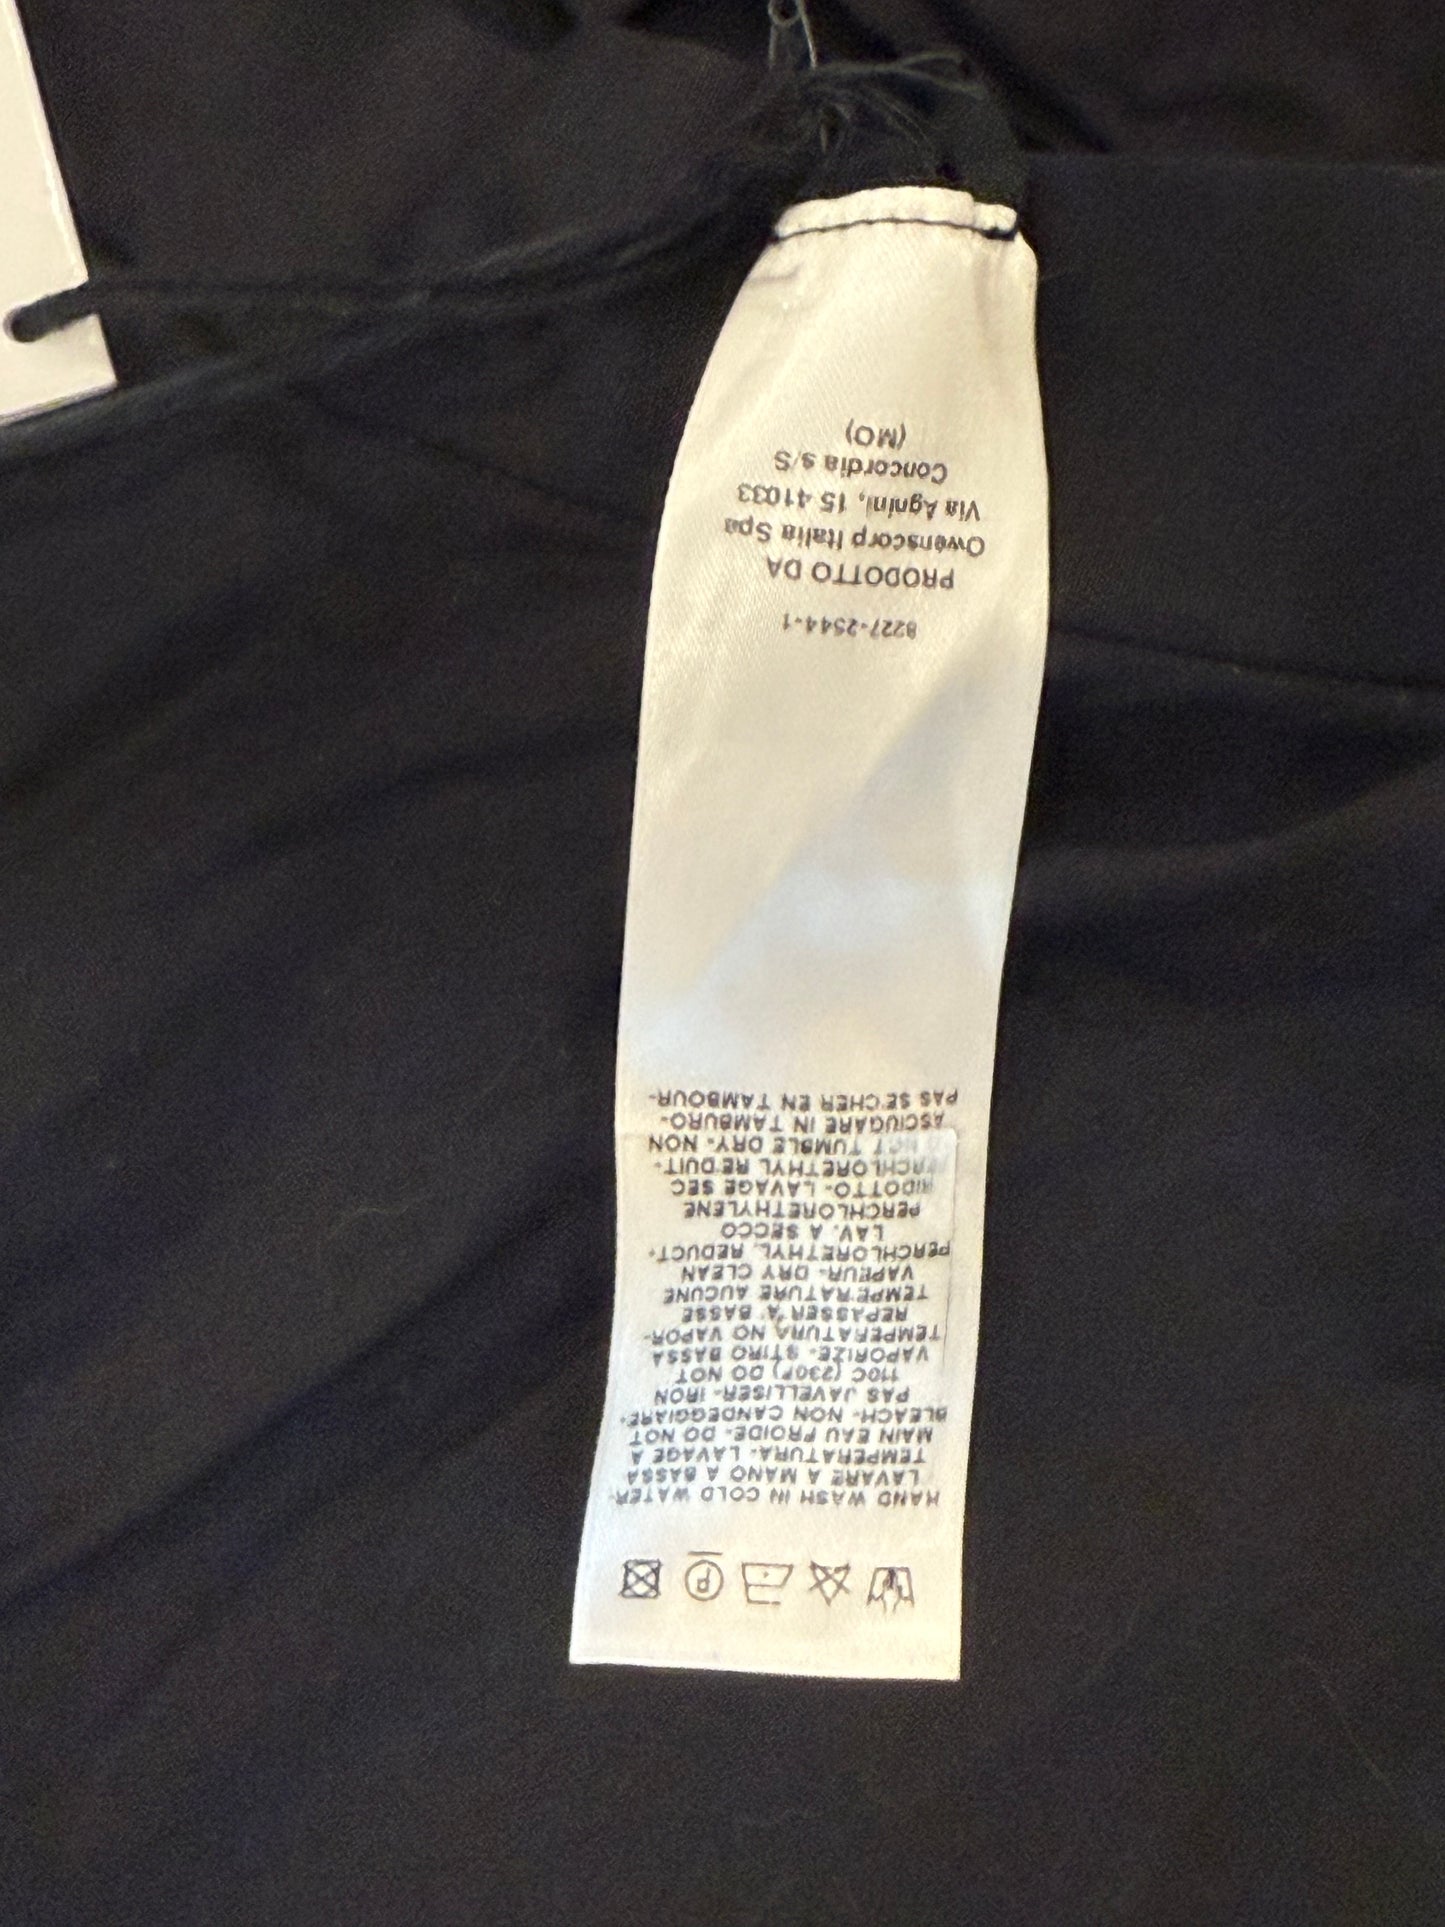 HAND WASH IN COLD WATER-
LAVARE A MANO A BASSA
TEMPERATURA- LAVAGE A
MAIN EAU FROIDE- DO NOT
BLEACH- NON CANDEGGIARE-
PAS JAVELLISER- IRON
110C (230F) DO NOT
VAPORIZE- STIRO BASSA
TEMPERATURA NO VAPOR-
REPASSER A BASSE
TEMPERATURE AUCUNE
VAPEUR- DRY CLEAN
PERCHLORETHYL REDUCT-
LAV. A SECCO
PERCHLORETHYLENE
RIDOTTO- LAVAGE SEC
PERCHLORETHYL REDUIT-
DO NOT TUMBLE DRY- NON
ASCIUGARE IN TAMBURO-
PAS SECHER EN TAMBOUR-
8227-2544-1
PRODOTTO DA
Owenscorp Italia Spa
Via Agnini, 15 41033
Concordia s/S
(MO)